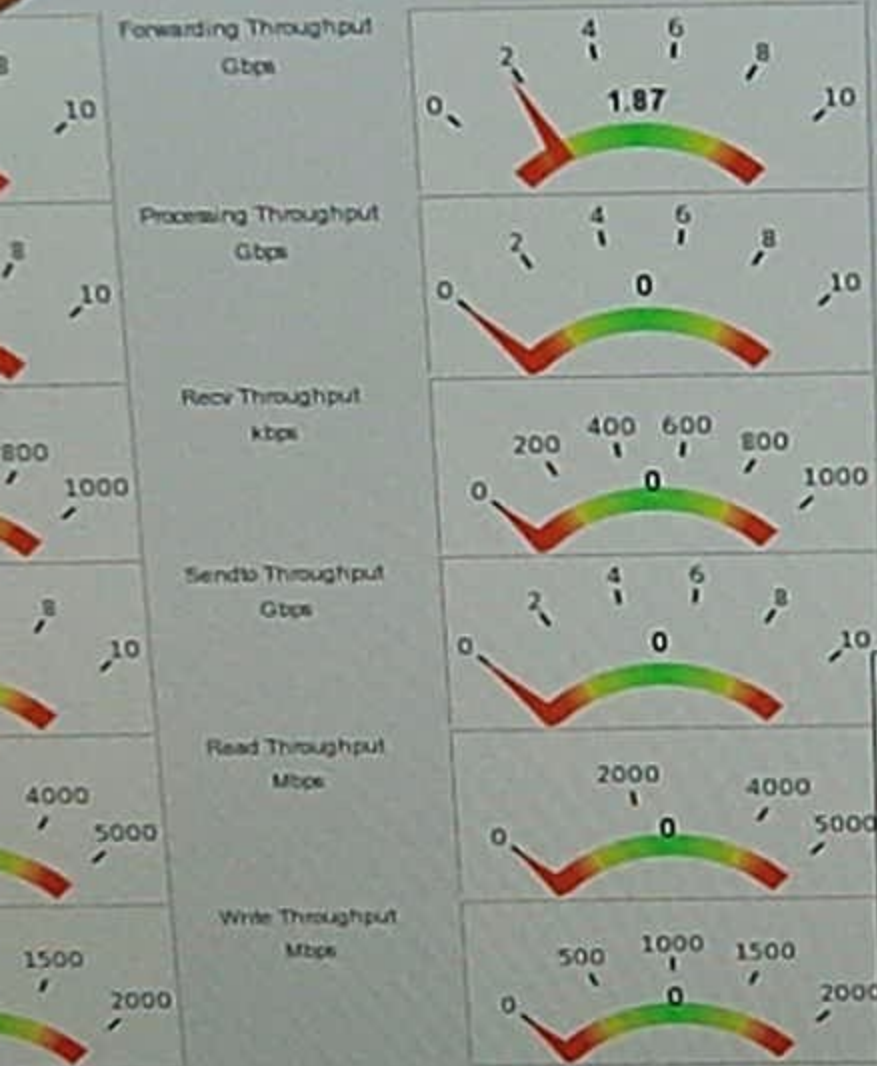 Forwarding Throughput
Gbps
0 2 4 6 8 10
1.87
8
10
Processing Throughput
Gbps
0 2 4 6 8 10
0
8
10
Recv Throughput
kbps
0 200 400 600 800 1000
0
800
1000
Sendto Throughput
Gbps
0 2 4 6 8 10
0
8
10
Read Throughput
Mbps
0 2000 4000 5000
0
4000
5000
Write Throughput
Mbps
0 500 1000 1500 2000
0
1500
2000